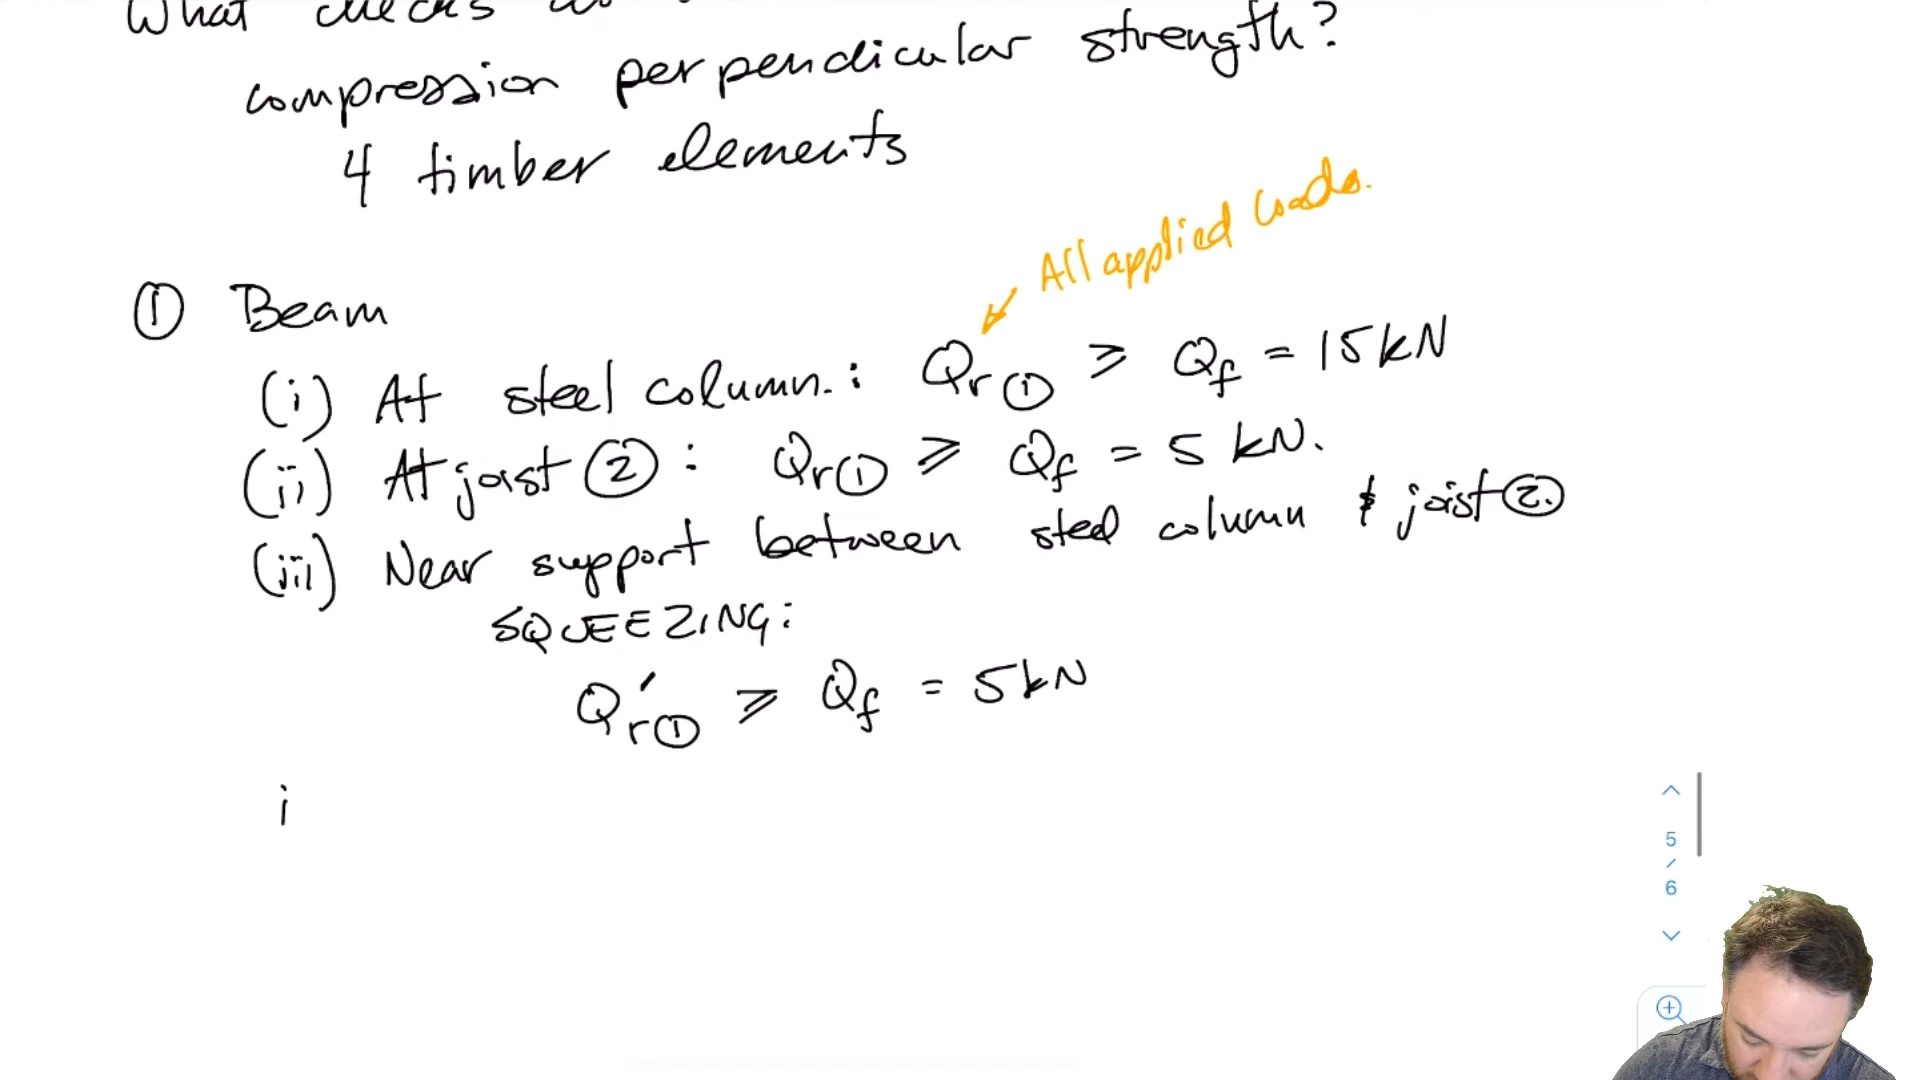 What checks
compression perpendicular strength?
4 timber elements
All applied loads.
① Beam
(i) At steel column.: Qr① ≥ Qf = 15kN
(ii) At joist ②: Qr① ≥ Qf = 5 kN.
(iii) Near support between steel column & joist ②.
SQUEEZING:
Q'r① ≥ Qf = 5kN
i
5
/
6